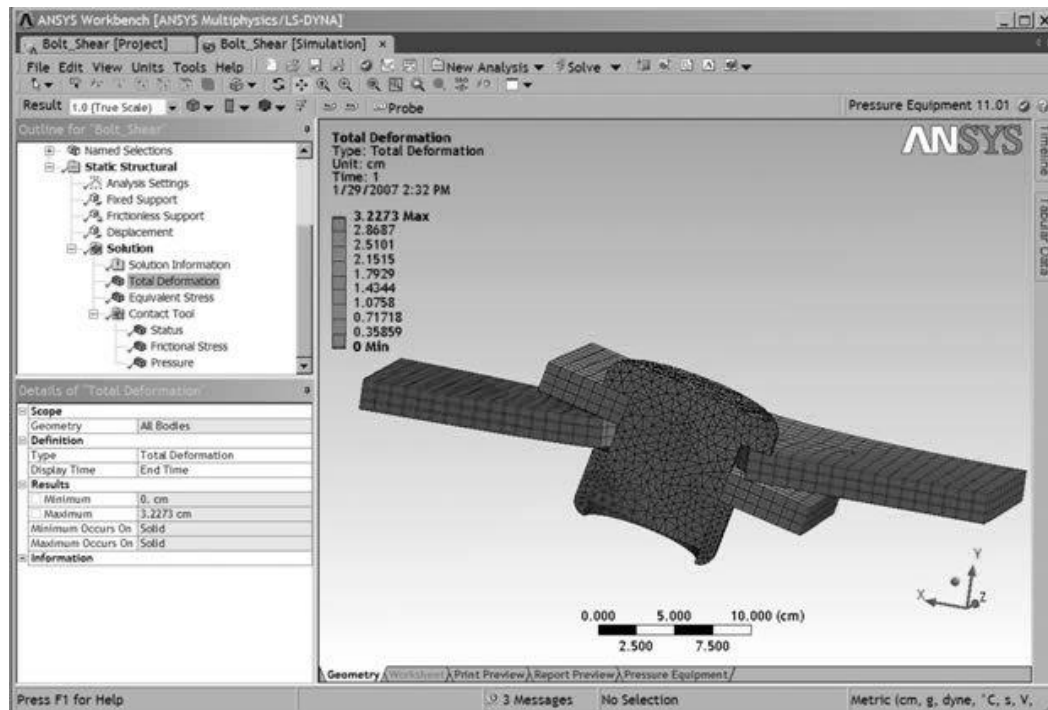 ANSYS Workbench [ANSYS Multiphysics/LS-DYNA]
Bolt_Shear [Project] Bolt_Shear [Simulation] ×
File Edit View Units Tools Help New Analysis Solve
Result 1.0 (True Scale) Probe Pressure Equipment 11.01
Outline for "Bolt_Shear"
Named Selections
Static Structural
Analysis Settings
Fixed Support
Frictionless Support
Displacement
Solution
Solution Information
Total Deformation
Equivalent Stress
Contact Tool
Status
Frictional Stress
Pressure
Details of "Total Deformation"
Scope
Geometry All Bodies
Definition
Type Total Deformation
Display Time End Time
Results
Minimum 0. cm
Maximum 3.2273 cm
Minimum Occurs On Solid
Maximum Occurs On Solid
Information
Total Deformation
Type: Total Deformation
Unit: cm
Time: 1
1/29/2007 2:32 PM
3.2273 Max
2.8687
2.5101
2.1515
1.7929
1.4344
1.0758
0.71718
0.35859
0 Min
ANSYS
Timeline
Tabular Data
Y
X
Z
0.000 5.000 10.000 (cm)
2.500 7.500
Geometry Worksheet Print Preview Report Preview Pressure Equipment
Press F1 for Help 3 Messages No Selection Metric (cm, g, dyne, °C, s, V,